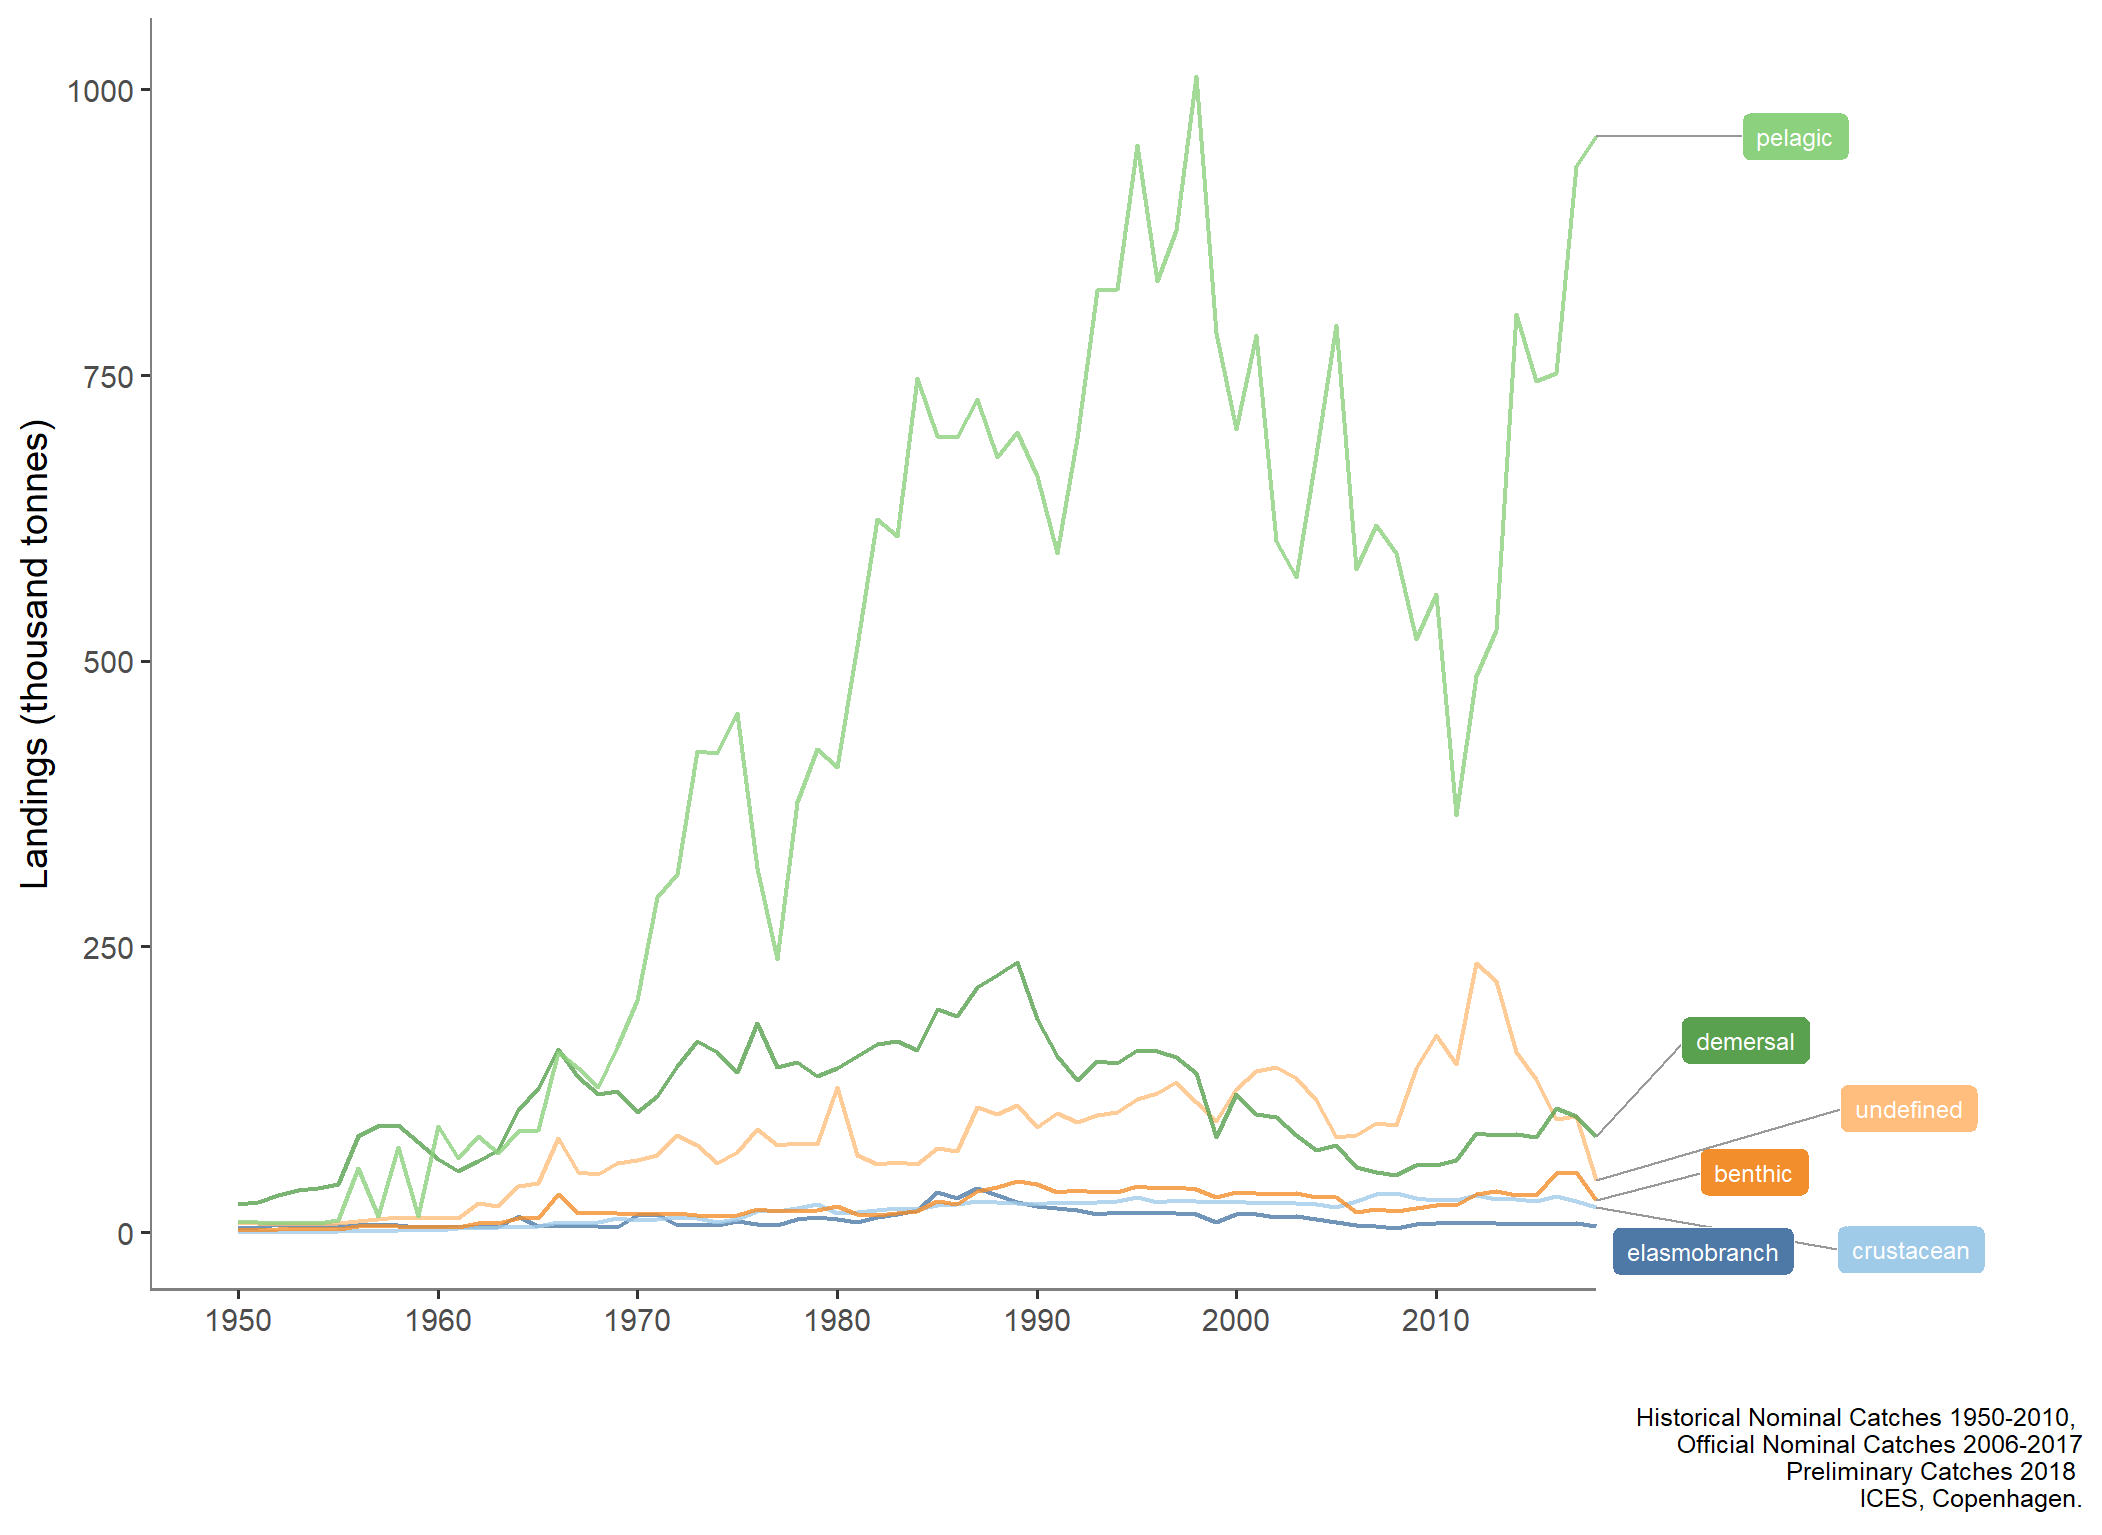 Landings (thousand tonnes)
1000
750
500
250
0
1950
1960
1970
1980
1990
2000
2010
pelagic
demersal
undefined
benthic
elasmobranch
crustacean
Historical Nominal Catches 1950-2010,
Official Nominal Catches 2006-2017
Preliminary Catches 2018
ICES, Copenhagen.